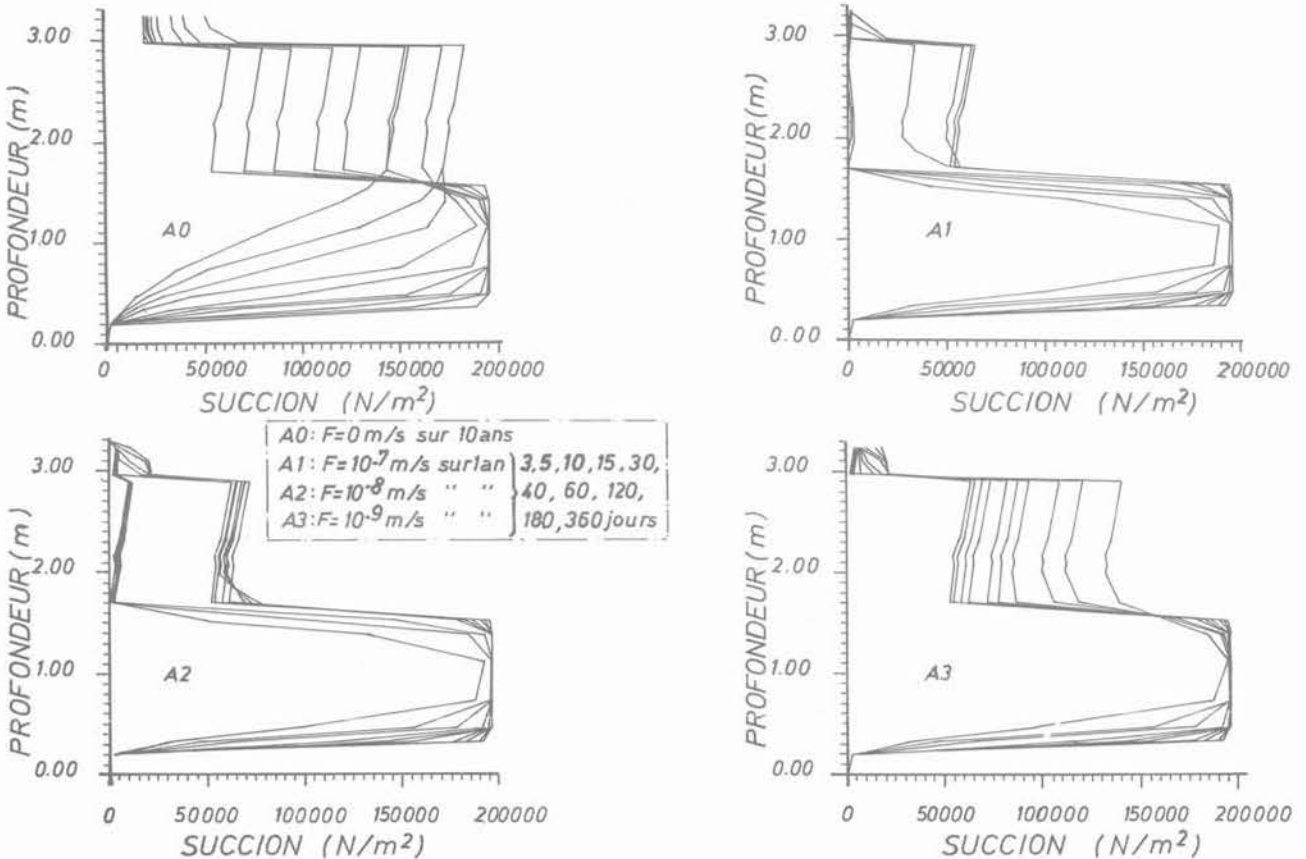 PROFONDEUR (m)
3.00
2.00
1.00
0.00
A0
0
50000
100000
150000
200000
SUCCION (N/m²)
PROFONDEUR (m)
3.00
2.00
1.00
0.00
A1
0
50000
100000
150000
200000
SUCCION (N/m²)
A0: F=0 m/s sur 10ans
A1: F=10⁻⁷ m/s sur1an } 3,5,10, 15, 30,
A2: F=10⁻⁸ m/s " " } 40, 60, 120,
A3: F=10⁻⁹ m/s " " } 180, 360 jours
PROFONDEUR (m)
3.00
2.00
1.00
0.00
A2
0
50000
100000
150000
200000
SUCCION (N/m²)
PROFONDEUR (m)
3.00
2.00
1.00
0.00
A3
0
50000
100000
150000
200000
SUCCION (N/m²)